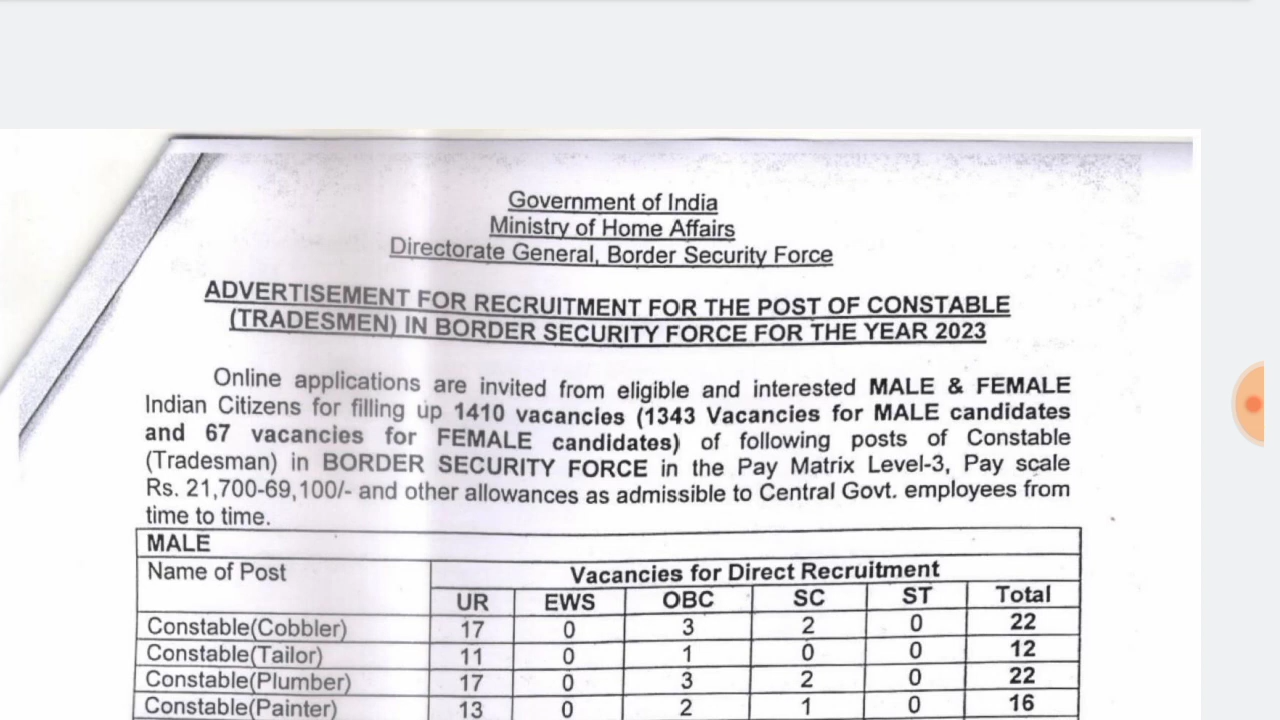 Government of India
Ministry of Home Affairs
Directorate General, Border Security Force
ADVERTISEMENT FOR RECRUITMENT FOR THE POST OF CONSTABLE
(TRADESMEN) IN BORDER SECURITY FORCE FOR THE YEAR 2023
Online applications are invited from eligible and interested MALE & FEMALE
Indian Citizens for filling up 1410 vacancies (1343 Vacancies for MALE candidates
and 67 vacancies for FEMALE candidates) of following posts of Constable
(Tradesman) in BORDER SECURITY FORCE in the Pay Matrix Level-3, Pay scale
Rs. 21,700-69,100/- and other allowances as admissible to Central Govt. employees from
time to time.
MALE
Name of Post Vacancies for Direct Recruitment
UR EWS OBC SC ST Total
Constable(Cobbler) 17 0 3 2 0 22
Constable(Tailor) 11 0 1 0 0 12
Constable(Plumber) 17 0 3 2 0 22
Constable(Painter) 13 0 2 1 0 16